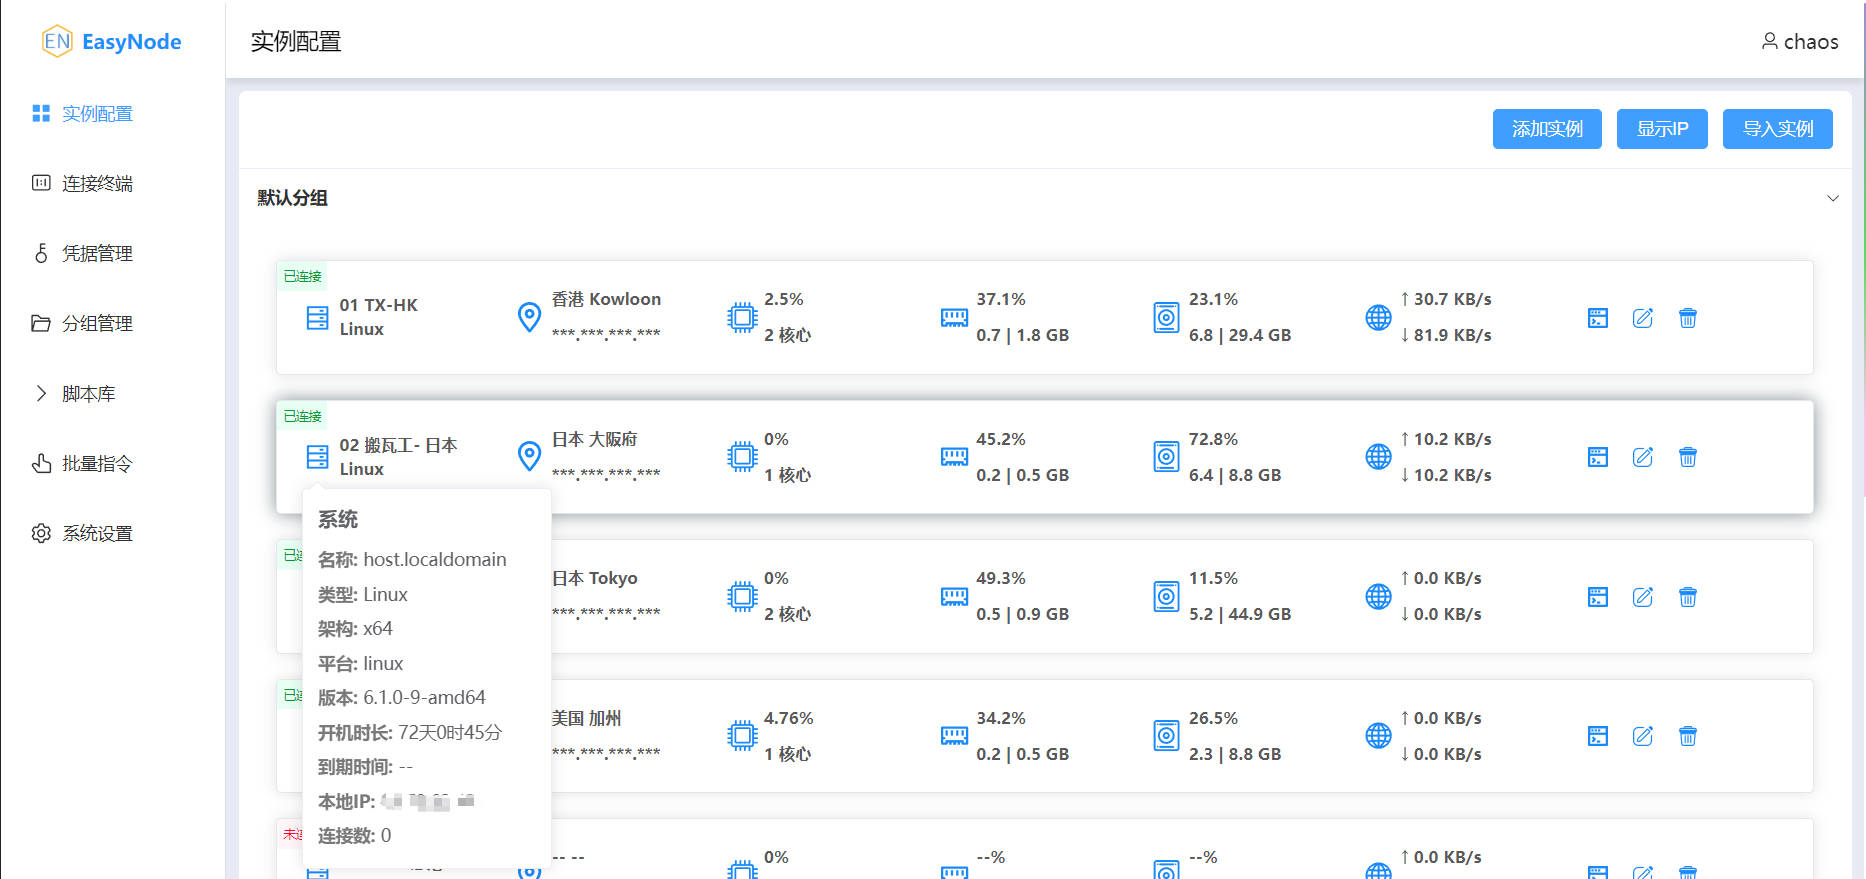 EN EasyNode
实例配置
连接终端
凭据管理
分组管理
脚本库
批量指令
系统设置
实例配置
chaos
添加实例
显示IP
导入实例
默认分组
已连接
01 TX-HK
Linux
香港 Kowloon
***.***.***.***
2.5%
2 核心
37.1%
0.7 | 1.8 GB
23.1%
6.8 | 29.4 GB
↑ 30.7 KB/s
↓ 81.9 KB/s
已连接
02 搬瓦工- 日本
Linux
日本 大阪府
***.***.***.***
0%
1 核心
45.2%
0.2 | 0.5 GB
72.8%
6.4 | 8.8 GB
↑ 10.2 KB/s
↓ 10.2 KB/s
系统
名称: host.localdomain
类型: Linux
架构: x64
平台: linux
版本: 6.1.0-9-amd64
开机时长: 72天0时45分
到期时间: --
本地IP:
连接数: 0
日本 Tokyo
***.***.***.***
0%
2 核心
49.3%
0.5 | 0.9 GB
11.5%
5.2 | 44.9 GB
↑ 0.0 KB/s
↓ 0.0 KB/s
美国 加州
***.***.***.***
4.76%
1 核心
34.2%
0.2 | 0.5 GB
26.5%
2.3 | 8.8 GB
↑ 0.0 KB/s
↓ 0.0 KB/s
-- --
0%
--%
--%
↑ 0.0 KB/s